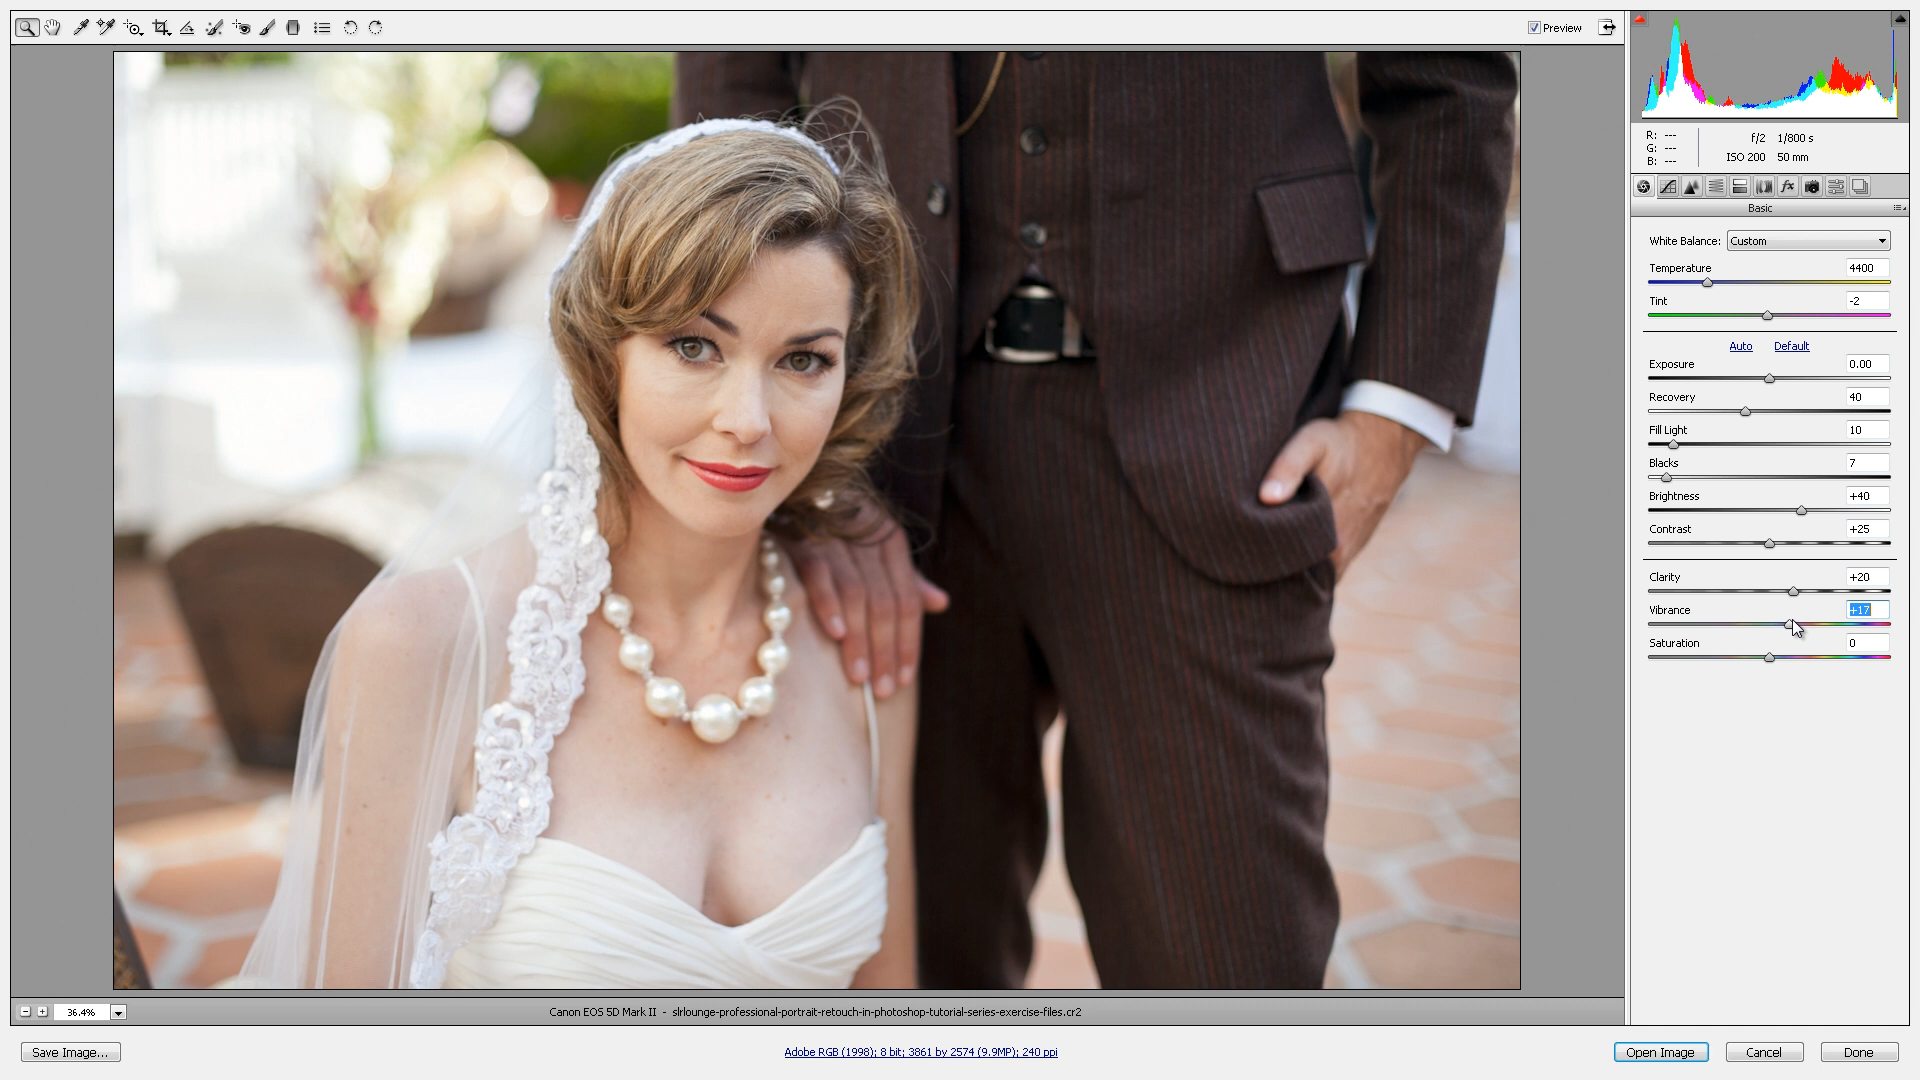 Preview
R: ---
G: ---
B: ---
f/2 1/800 s
ISO 200 50 mm
Basic
White Balance: Custom
Temperature 4400
Tint -2
Auto Default
Exposure 0.00
Recovery 40
Fill Light 10
Blacks 7
Brightness +40
Contrast +25
Clarity +20
Vibrance +17
Saturation 0
36.4%
Canon EOS 5D Mark II - slrlounge-professional-portrait-retouch-in-photoshop-tutorial-series-exercise-files.cr2
Save Image...
Adobe RGB (1998); 8 bit; 3861 by 2574 (9.9MP); 240 ppi
Open Image
Cancel
Done